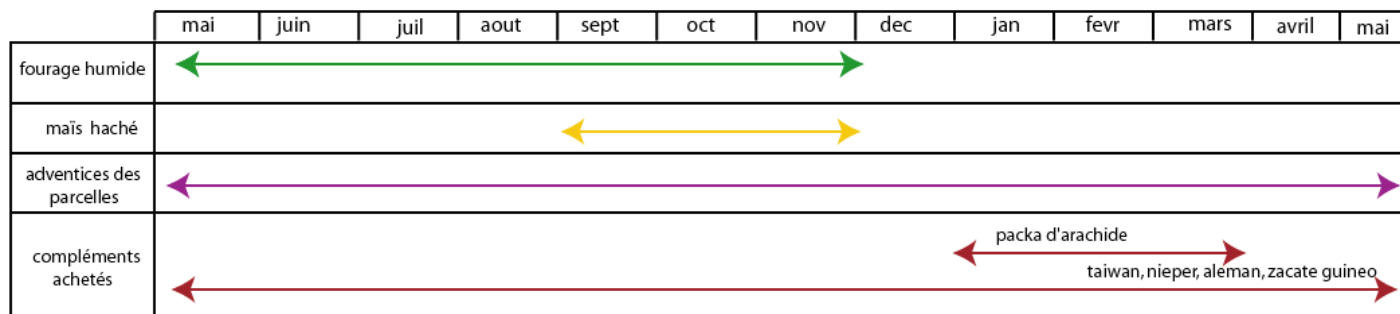 mai juin juil aout sept oct nov dec jan fevr mars avril mai
fourage humide
maïs haché
adventices des
parcelles
packa d'arachide
compléments
achetés
taiwan, nieper, aleman, zacate guineo